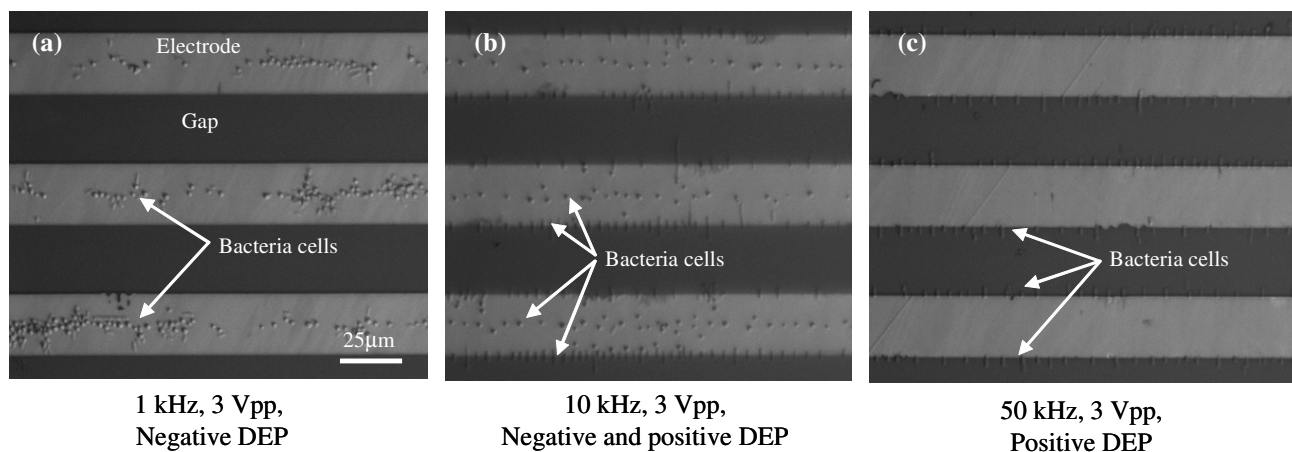 (a)
Electrode
Gap
Bacteria cells
25μm
1 kHz, 3 Vpp,
Negative DEP
(b)
Bacteria cells
10 kHz, 3 Vpp,
Negative and positive DEP
(c)
Bacteria cells
50 kHz, 3 Vpp,
Positive DEP